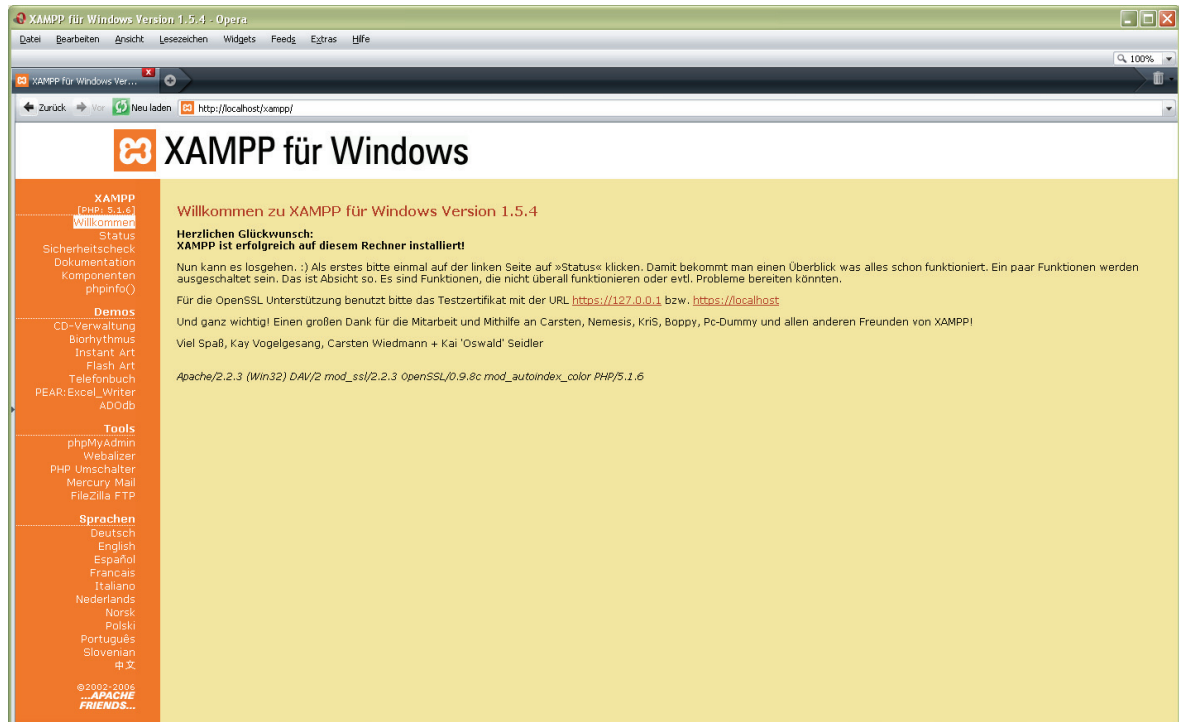 XAMPP für Windows Version 1.5.4 - Opera
Datei Bearbeiten Ansicht Lesezeichen Widgets Feeds Extras Hilfe
100%
XAMPP für Windows Ver...
Zurück Vor Neu laden http://localhost/xampp/
XAMPP für Windows
XAMPP
[PHP: 5.1.6]
Willkommen
Status
Sicherheitscheck
Dokumentation
Komponenten
phpinfo()
Demos
CD-Verwaltung
Biorhythmus
Instant Art
Flash Art
Telefonbuch
PEAR:Excel_Writer
ADOdb
Tools
phpMyAdmin
Webalizer
PHP Umschalter
Mercury Mail
FileZilla FTP
Sprachen
Deutsch
English
Español
Francais
Italiano
Nederlands
Norsk
Polski
Português
Slovenian
中文
©2002-2006
...APACHE
FRIENDS...
Willkommen zu XAMPP für Windows Version 1.5.4
Herzlichen Glückwunsch:
XAMPP ist erfolgreich auf diesem Rechner installiert!
Nun kann es losgehen. :) Als erstes bitte einmal auf der linken Seite auf »Status« klicken. Damit bekommt man einen Überblick was alles schon funktioniert. Ein paar Funktionen werden
ausgeschaltet sein. Das ist Absicht so. Es sind Funktionen, die nicht überall funktionieren oder evtl. Probleme bereiten könnten.
Für die OpenSSL Unterstützung benutzt bitte das Testzertifikat mit der URL https://127.0.0.1 bzw. https://localhost
Und ganz wichtig! Einen großen Dank für die Mitarbeit und Mithilfe an Carsten, Nemesis, KriS, Boppy, Pc-Dummy und allen anderen Freunden von XAMPP!
Viel Spaß, Kay Vogelgesang, Carsten Wiedmann + Kai 'Oswald' Seidler
Apache/2.2.3 (Win32) DAV/2 mod_ssl/2.2.3 OpenSSL/0.9.8c mod_autoindex_color PHP/5.1.6